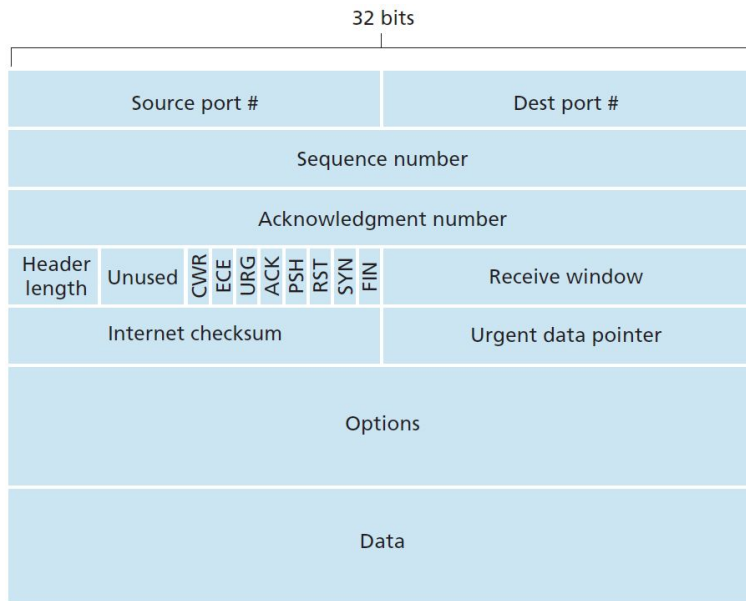 32 bits
Source port #
Dest port #
Sequence number
Acknowledgment number
Header
length
Unused
CWR
ECE
URG
ACK
PSH
RST
SYN
FIN
Receive window
Internet checksum
Urgent data pointer
Options
Data